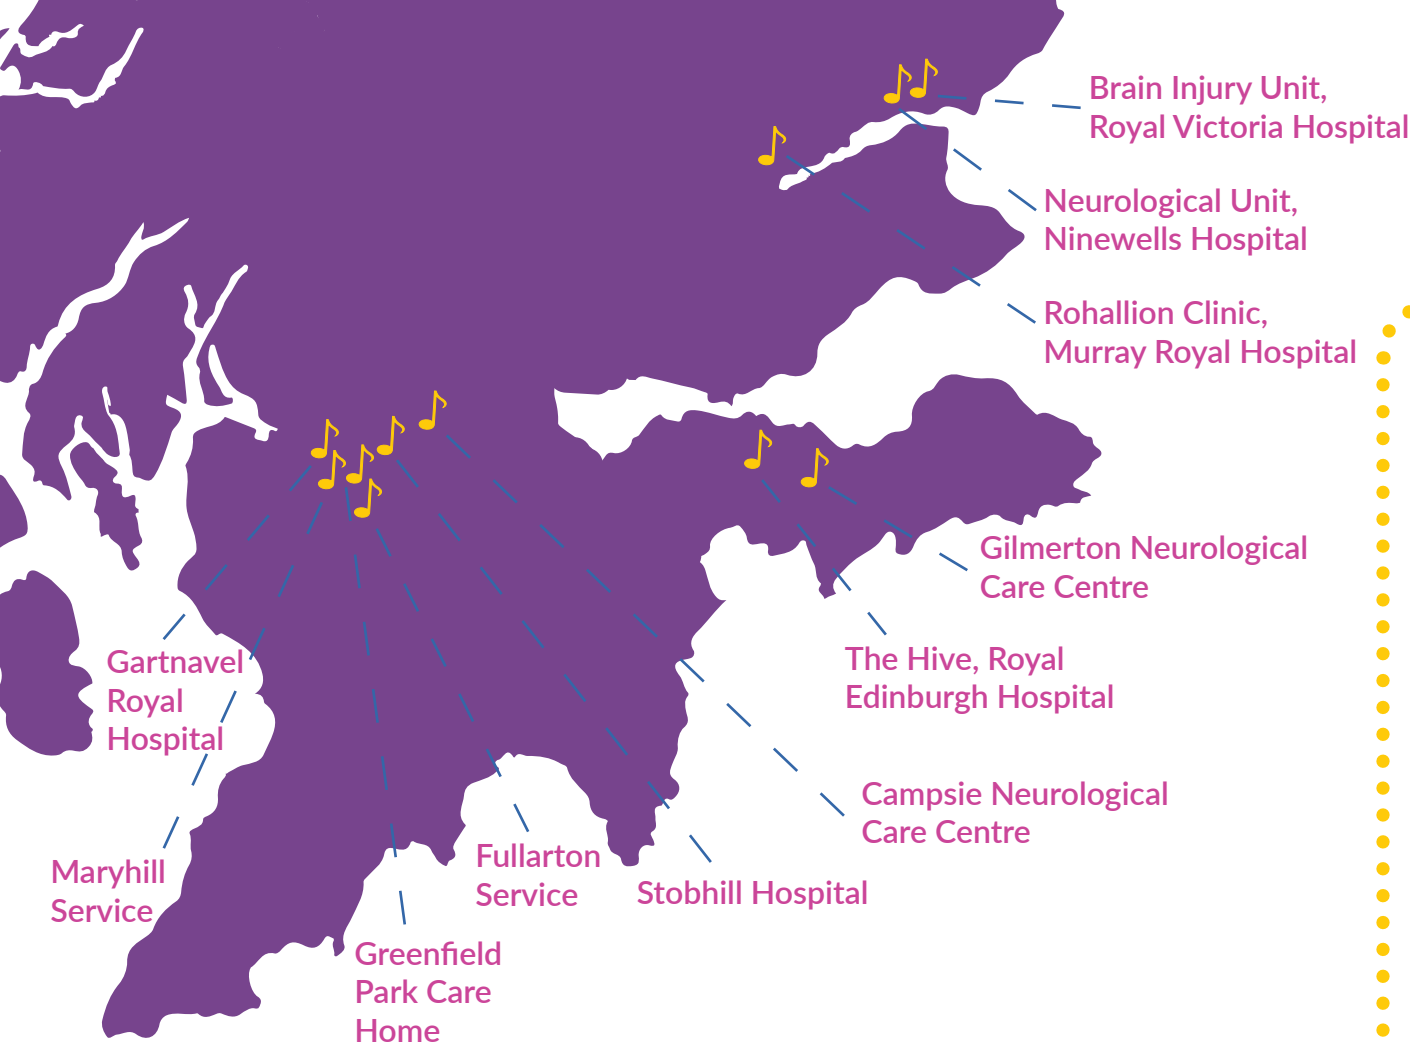 Brain Injury Unit,
Royal Victoria Hospital
Neurological Unit,
Ninewells Hospital
Rohallion Clinic,
Murray Royal Hospital
Gilmerton Neurological
Care Centre
The Hive, Royal
Edinburgh Hospital
Campsie Neurological
Care Centre
Stobhill Hospital
Fullarton
Service
Greenfield
Park Care
Home
Gartnavel
Royal
Hospital
Maryhill
Service